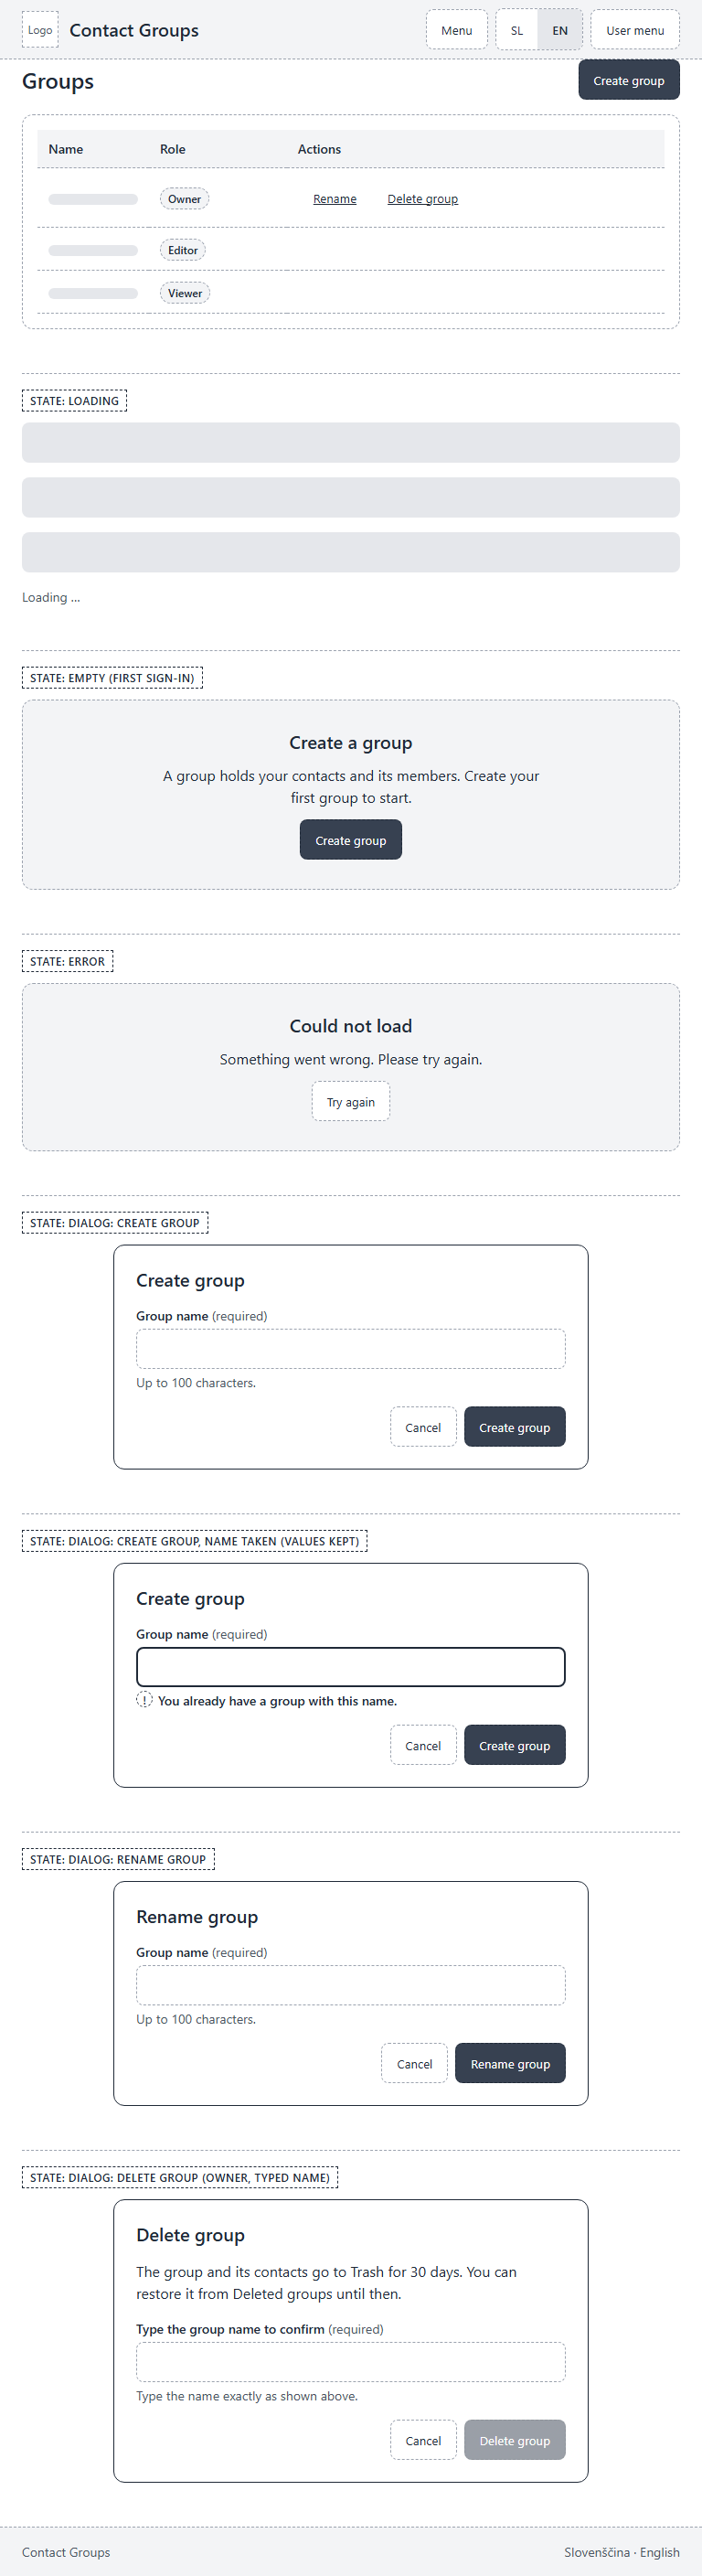 Logo
Contact Groups
Menu
SL
EN
User menu
Groups
Create group
Name Role Actions
Owner Rename Delete group
Editor
Viewer
STATE: LOADING
Loading ...
STATE: EMPTY (FIRST SIGN-IN)
Create a group
A group holds your contacts and its members. Create your
first group to start.
Create group
STATE: ERROR
Could not load
Something went wrong. Please try again.
Try again
STATE: DIALOG: CREATE GROUP
Create group
Group name (required)
Up to 100 characters.
Cancel Create group
STATE: DIALOG: CREATE GROUP, NAME TAKEN (VALUES KEPT)
Create group
Group name (required)
! You already have a group with this name.
Cancel Create group
STATE: DIALOG: RENAME GROUP
Rename group
Group name (required)
Up to 100 characters.
Cancel Rename group
STATE: DIALOG: DELETE GROUP (OWNER, TYPED NAME)
Delete group
The group and its contacts go to Trash for 30 days. You can
restore it from Deleted groups until then.
Type the group name to confirm (required)
Type the name exactly as shown above.
Cancel Delete group
Contact Groups Slovenščina · English